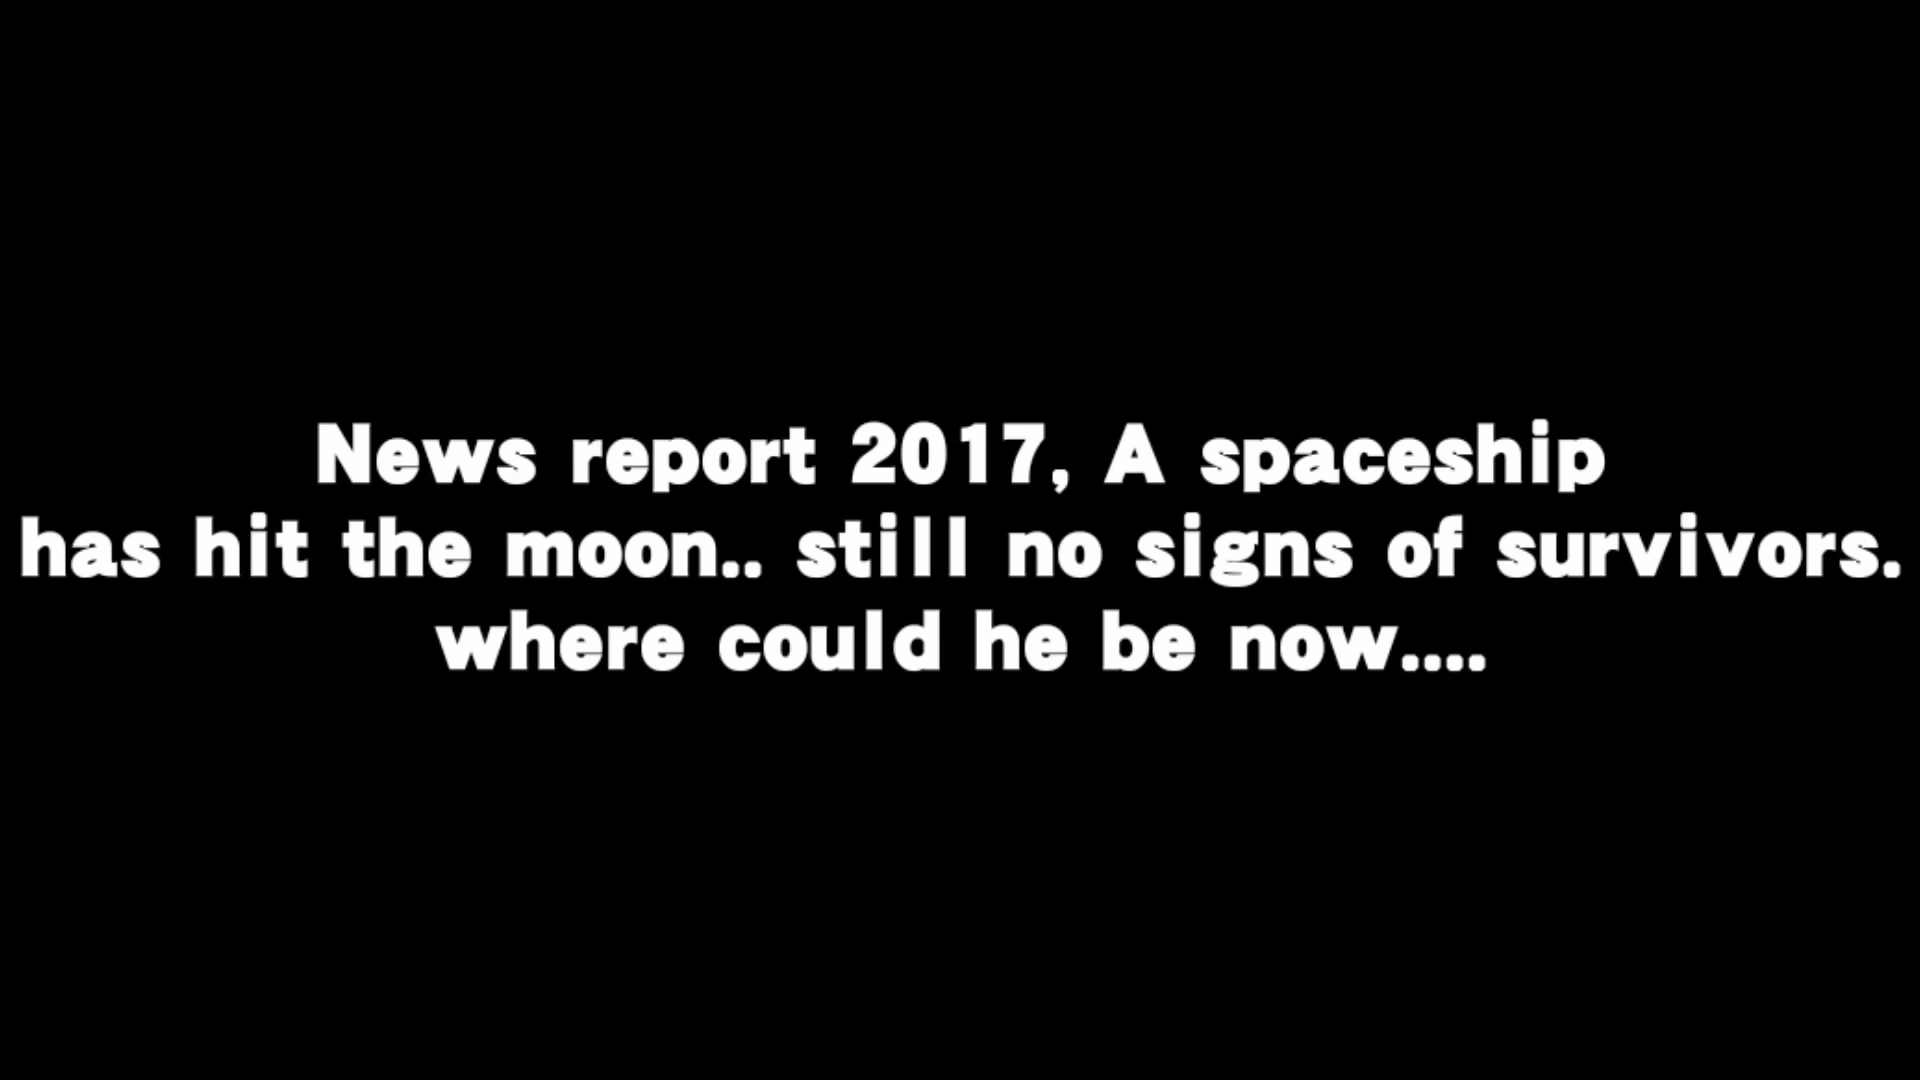 News report 2017, A spaceship
has hit the moon.. still no signs of survivors.
where could he be now....